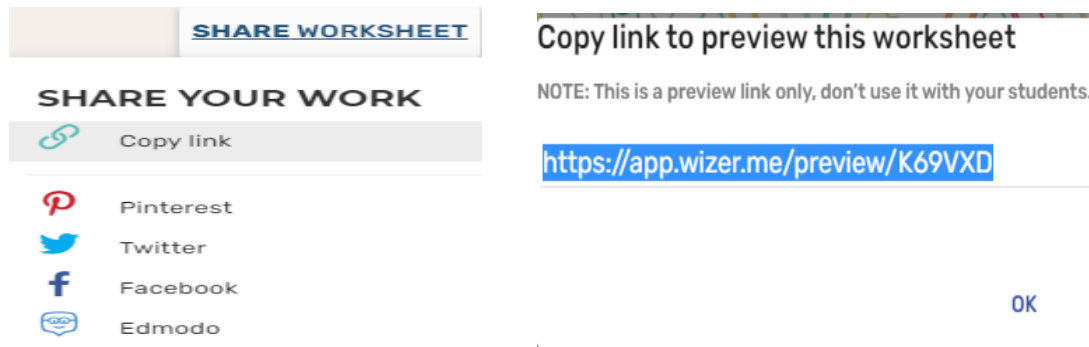 SHARE WORKSHEET
SHARE YOUR WORK
Copy link
Pinterest
Twitter
Facebook
Edmodo
Copy link to preview this worksheet
NOTE: This is a preview link only, don't use it with your students.
https://app.wizer.me/preview/K69VXD
OK